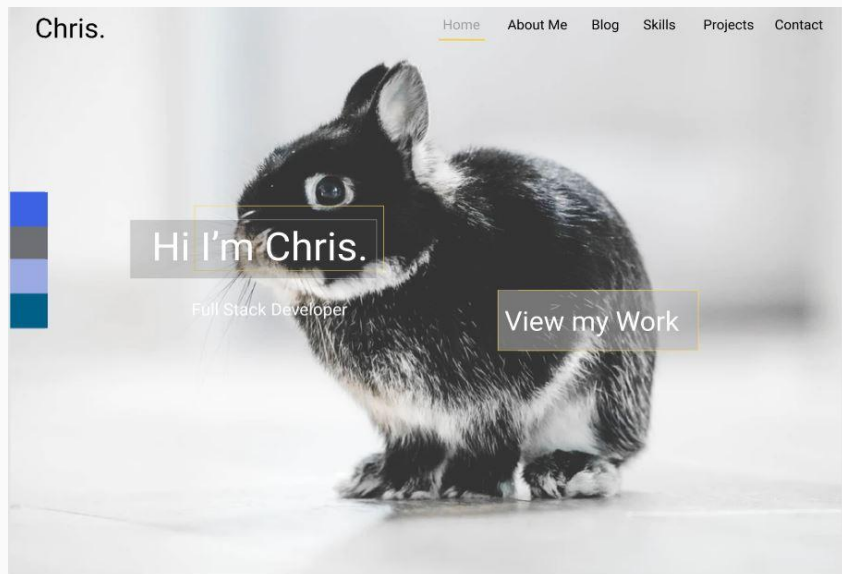 Chris.
Home About Me Blog Skills Projects Contact
Hi I’m Chris.
Full Stack Developer
View my Work